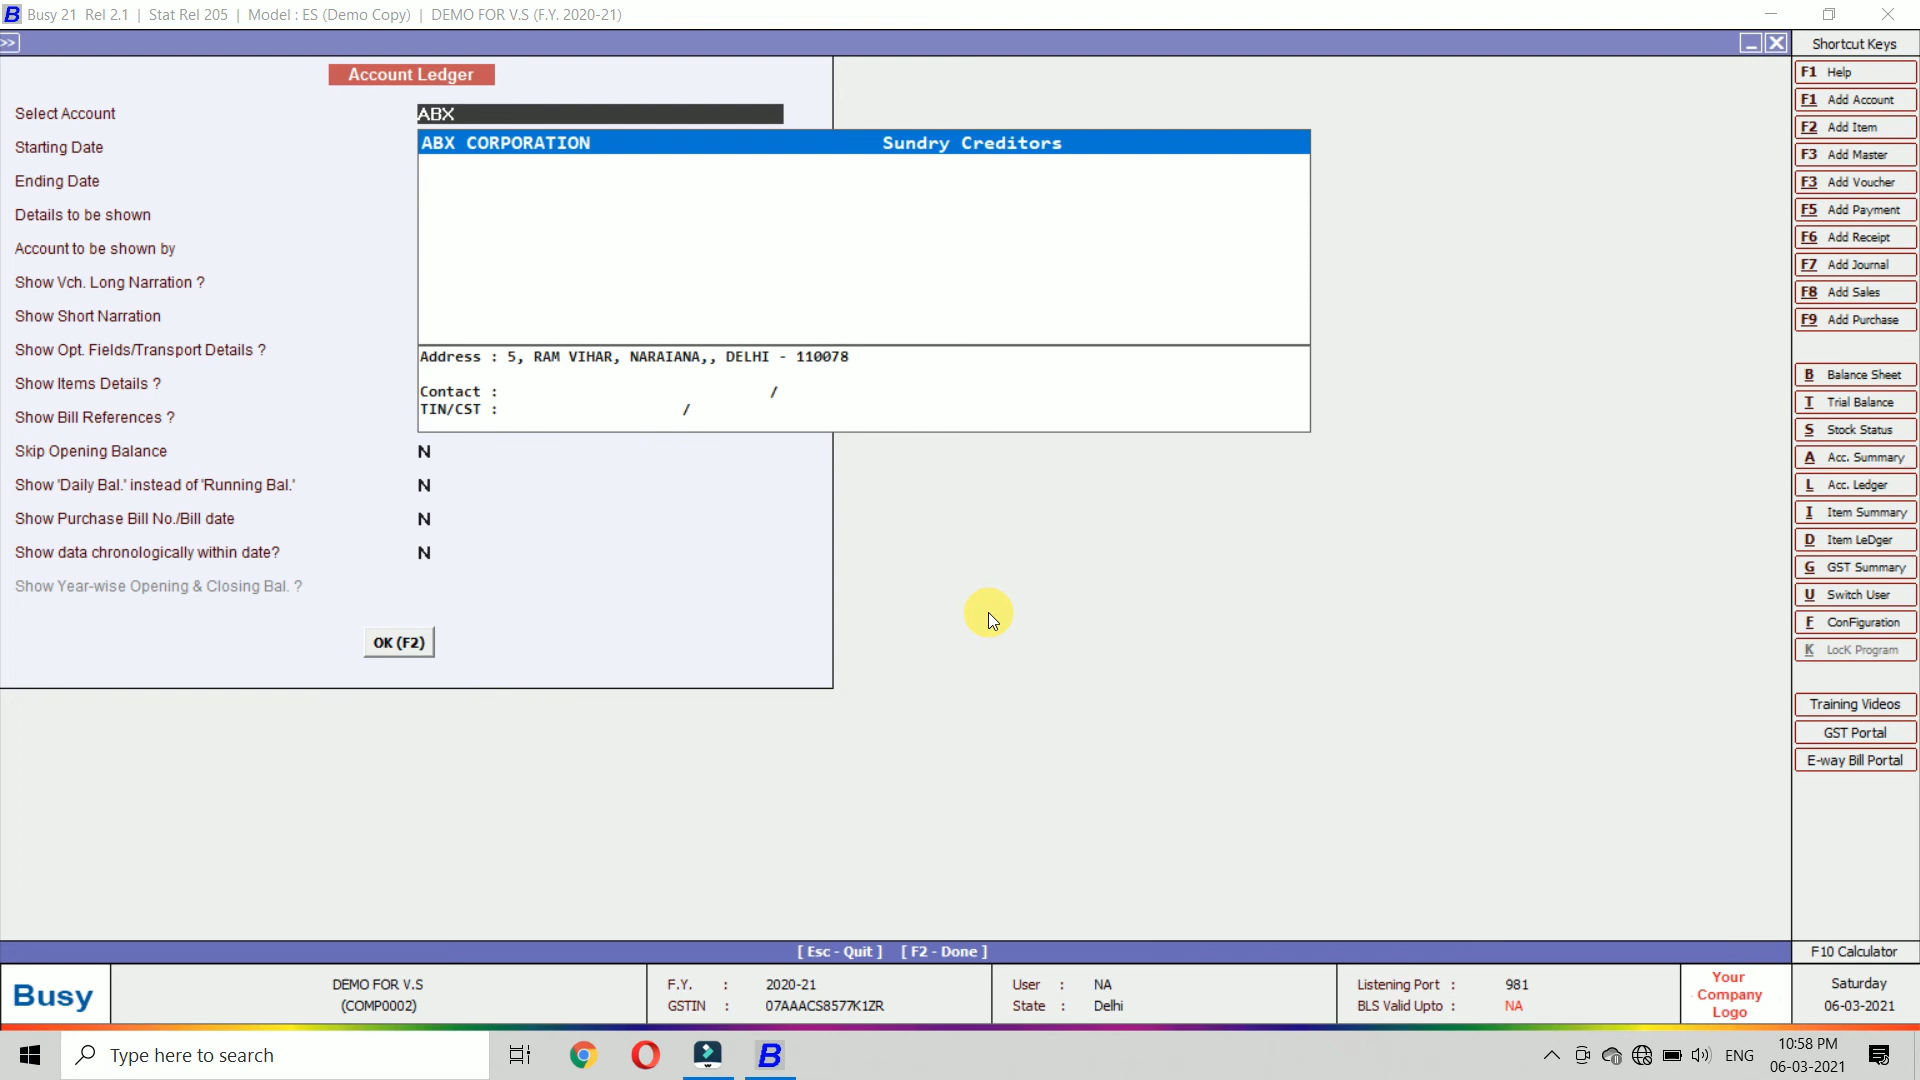 Busy 21 Rel 2.1 | Stat Rel 205 | Model : ES (Demo Copy) | DEMO FOR V.S (F.Y. 2020-21)
>>
Account Ledger
Select Account ABX
Starting Date
Ending Date
Details to be shown
Account to be shown by
Show Vch. Long Narration ?
Show Short Narration
Show Opt. Fields/Transport Details ?
Show Items Details ?
Show Bill References ?
Skip Opening Balance N
Show 'Daily Bal.' instead of 'Running Bal.' N
Show Purchase Bill No./Bill date N
Show data chronologically within date? N
Show Year-wise Opening & Closing Bal. ?
OK (F2)
ABX CORPORATION Sundry Creditors
Address : 5, RAM VIHAR, NARAIANA,, DELHI - 110078
Contact : /
TIN/CST : /
Shortcut Keys
F1 Help
F1 Add Account
F2 Add Item
F3 Add Master
F3 Add Voucher
F5 Add Payment
F6 Add Receipt
F7 Add Journal
F8 Add Sales
F9 Add Purchase
B Balance Sheet
T Trial Balance
S Stock Status
A Acc. Summary
L Acc. Ledger
I Item Summary
D Item LeDger
G GST Summary
U Switch User
F ConFiguration
K LocK Program
Training Videos
GST Portal
E-way Bill Portal
[ Esc - Quit ] [ F2 - Done ]
F10 Calculator
Busy
DEMO FOR V.S
(COMP0002)
F.Y. : 2020-21
GSTIN : 07AAACS8577K1ZR
User : NA
State : Delhi
Listening Port : 981
BLS Valid Upto : NA
Your
Company
Logo
Saturday
06-03-2021
Type here to search
B
ENG
10:58 PM
06-03-2021